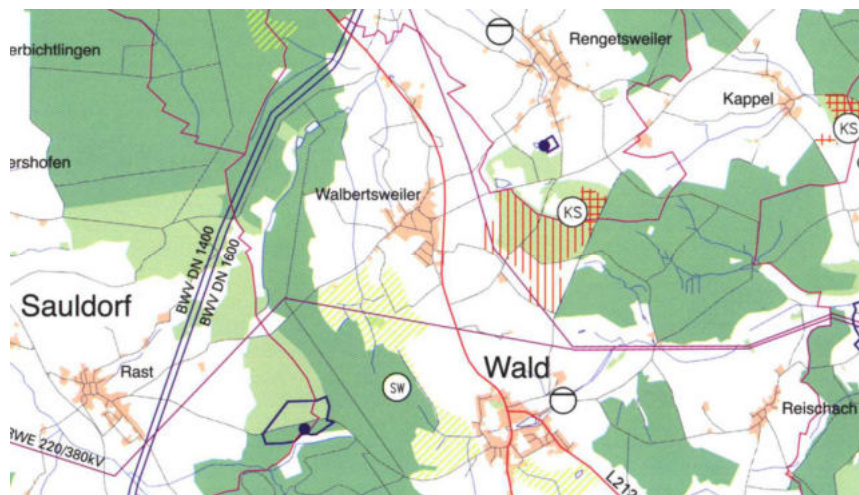 Rengetsweiler
erbichtlingen
Kappel
KS
ershofen
Walbertsweiler
KS
BWV DN 1400
BWV DN 1600
Sauldorf
Wald
Rast
SW
Reischach
RWE 220/380kV
L212